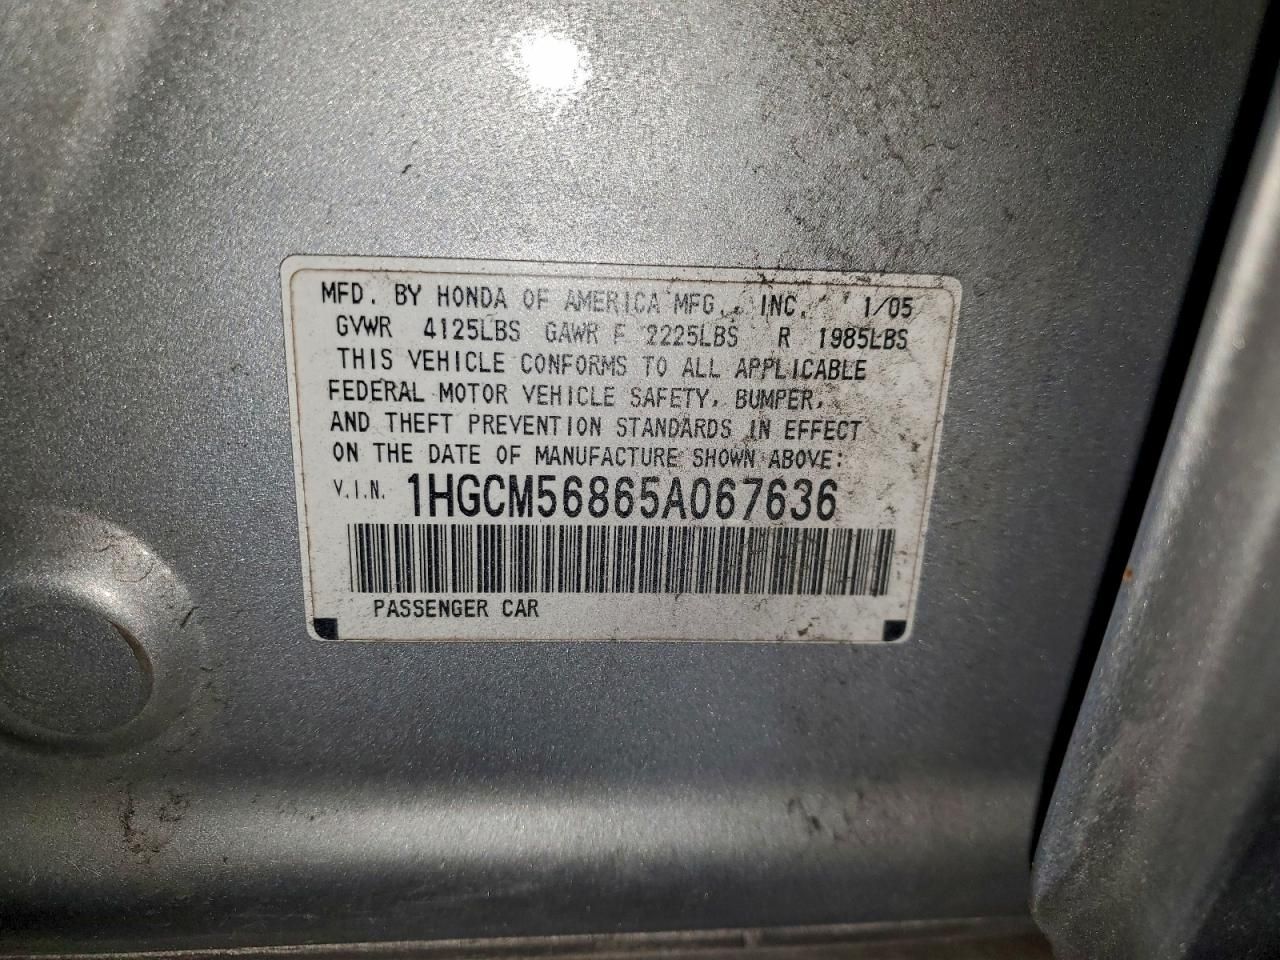 MFD. BY HONDA OF AMERICA MFG., INC. 1/05
GVWR 4125LBS GAWR F 2225LBS R 1985LBS
THIS VEHICLE CONFORMS TO ALL APPLICABLE
FEDERAL MOTOR VEHICLE SAFETY, BUMPER,
AND THEFT PREVENTION STANDARDS IN EFFECT
ON THE DATE OF MANUFACTURE SHOWN ABOVE:
V.I.N. 1HGCM56865A067636
PASSENGER CAR